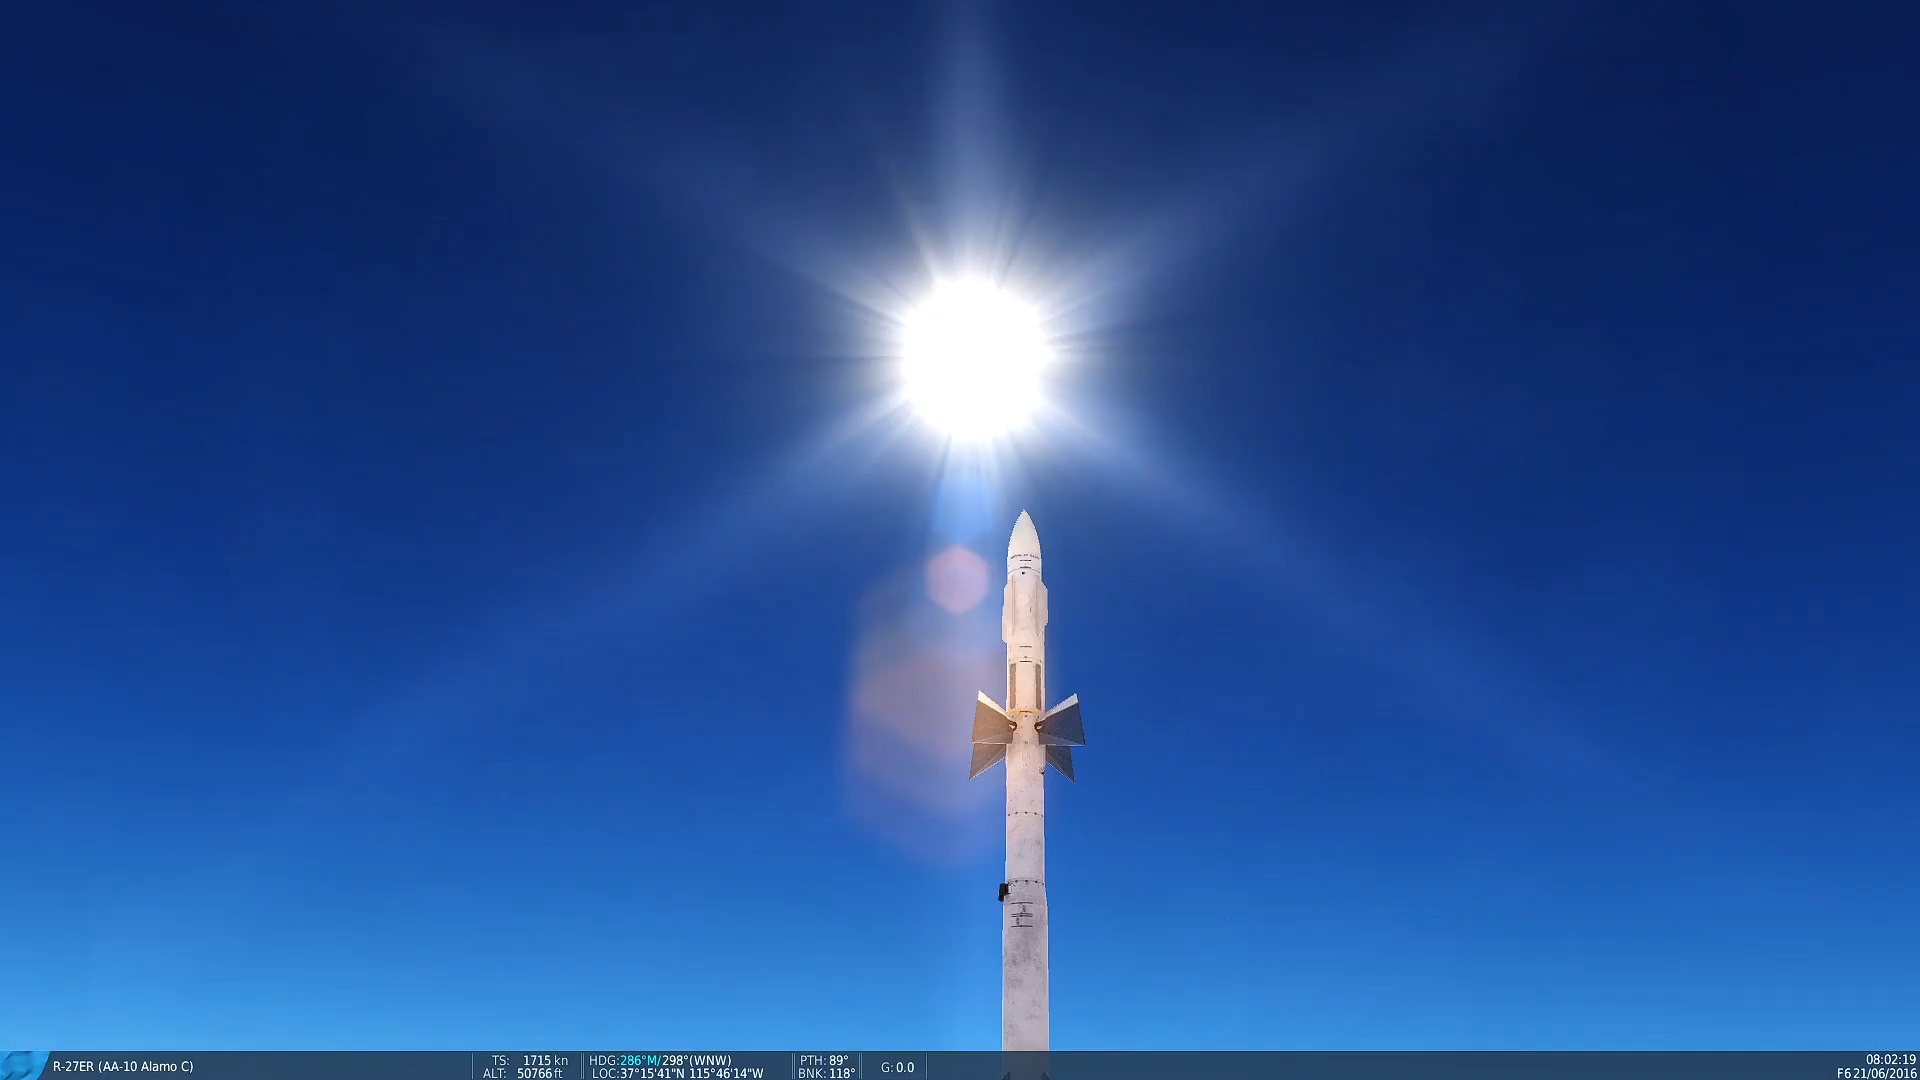 R-27ER (AA-10 Alamo C)
TS: 1715 kn
ALT: 50766 ft
HDG:286°M/298°(WNW)
LOC:37°15'41"N 115°46'14"W
PTH: 89°
BNK: 118°
G: 0.0
08:02:19
F6 21/06/2016